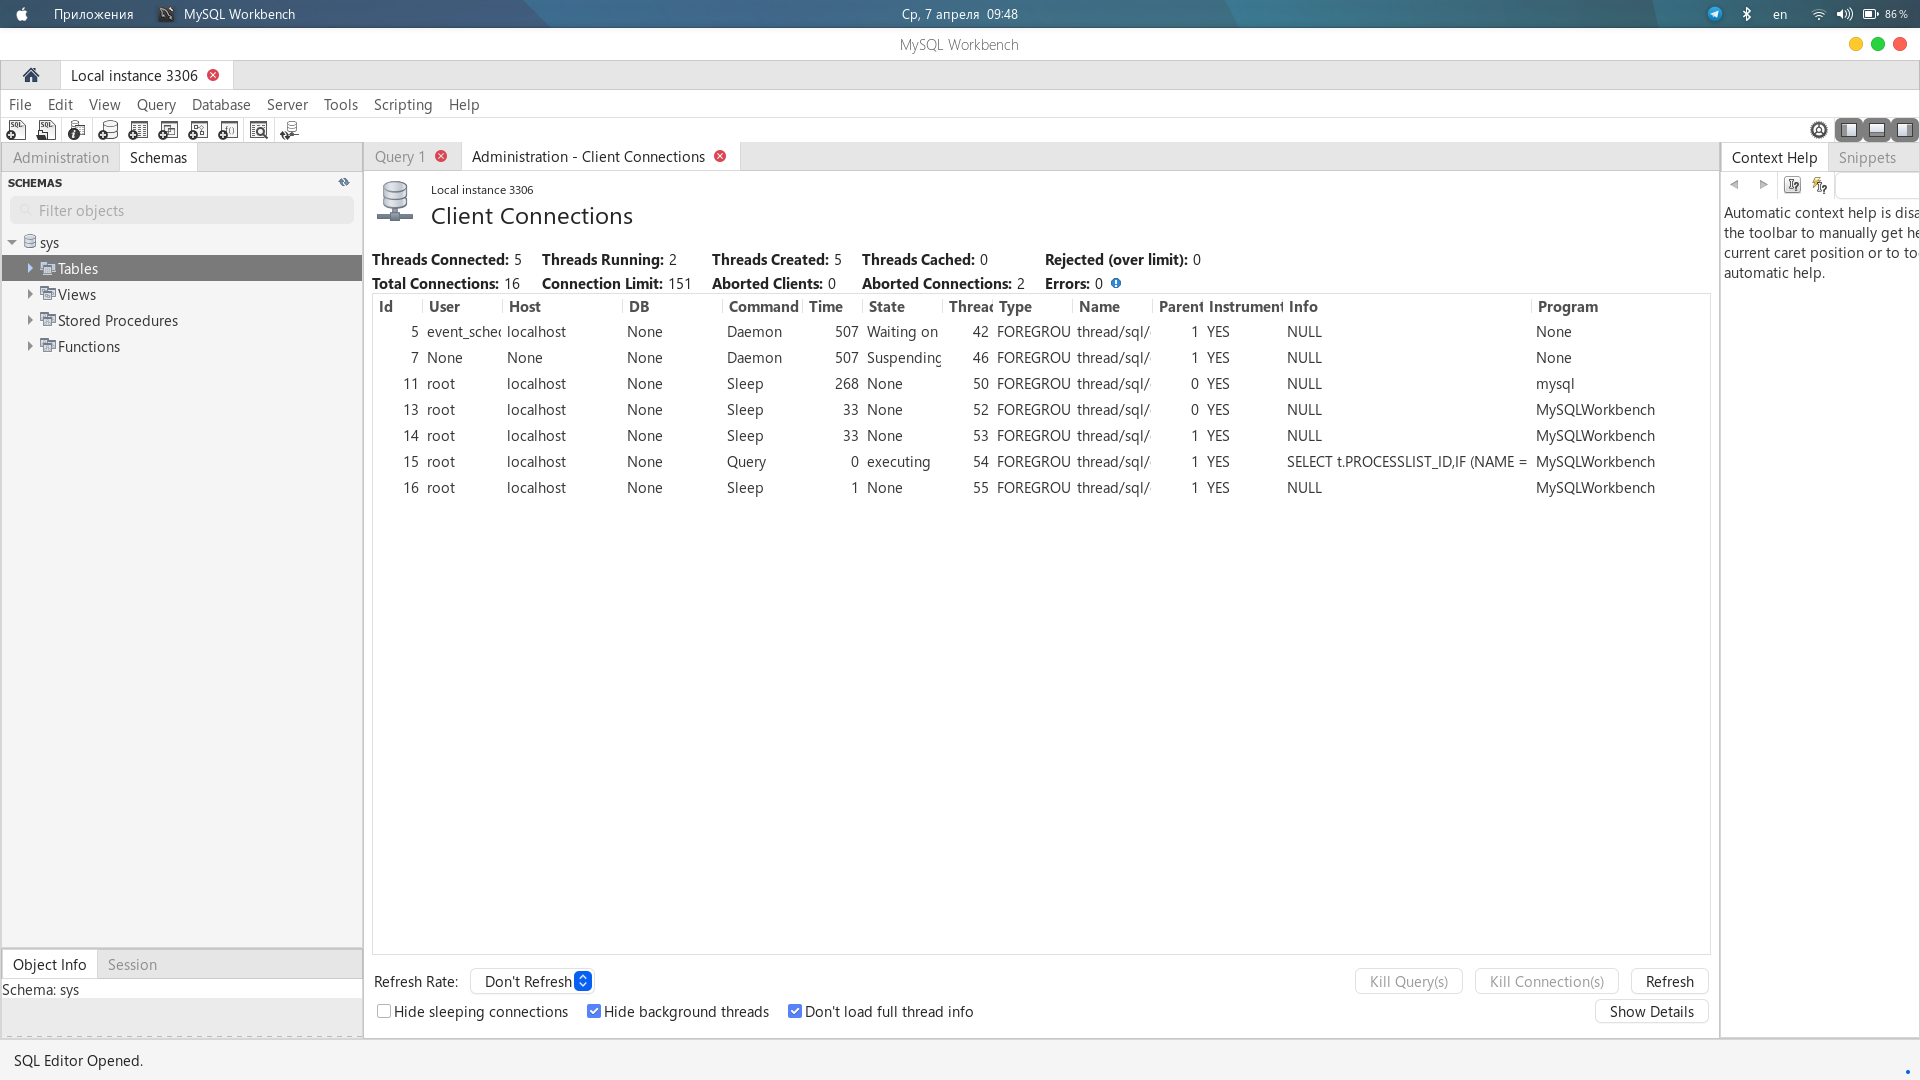 Приложения MySQL Workbench Ср, 7 апреля 09:48 en 86 %
MySQL Workbench
Local instance 3306
File Edit View Query Database Server Tools Scripting Help
Administration Schemas
Query 1 Administration - Client Connections
Context Help Snippets
SCHEMAS
Filter objects
sys
Tables
Views
Stored Procedures
Functions
Local instance 3306
Client Connections
Threads Connected: 5 Threads Running: 2 Threads Created: 5 Threads Cached: 0 Rejected (over limit): 0
Total Connections: 16 Connection Limit: 151 Aborted Clients: 0 Aborted Connections: 2 Errors: 0
Id User Host DB Command Time State Thread Type Name Parent Instrument Info Program
5 event_sched localhost None Daemon 507 Waiting on 42 FOREGROU thread/sql/ 1 YES NULL None
7 None None None Daemon 507 Suspending 46 FOREGROU thread/sql/ 1 YES NULL None
11 root localhost None Sleep 268 None 50 FOREGROU thread/sql/ 0 YES NULL mysql
13 root localhost None Sleep 33 None 52 FOREGROU thread/sql/ 0 YES NULL MySQLWorkbench
14 root localhost None Sleep 33 None 53 FOREGROU thread/sql/ 1 YES NULL MySQLWorkbench
15 root localhost None Query 0 executing 54 FOREGROU thread/sql/ 1 YES SELECT t.PROCESSLIST_ID,IF (NAME = MySQLWorkbench
16 root localhost None Sleep 1 None 55 FOREGROU thread/sql/ 1 YES NULL MySQLWorkbench
Automatic context help is disa
the toolbar to manually get he
current caret position or to to
automatic help.
Object Info Session
Schema: sys
Refresh Rate: Don't Refresh Kill Query(s) Kill Connection(s) Refresh
Hide sleeping connections Hide background threads Don't load full thread info Show Details
SQL Editor Opened.